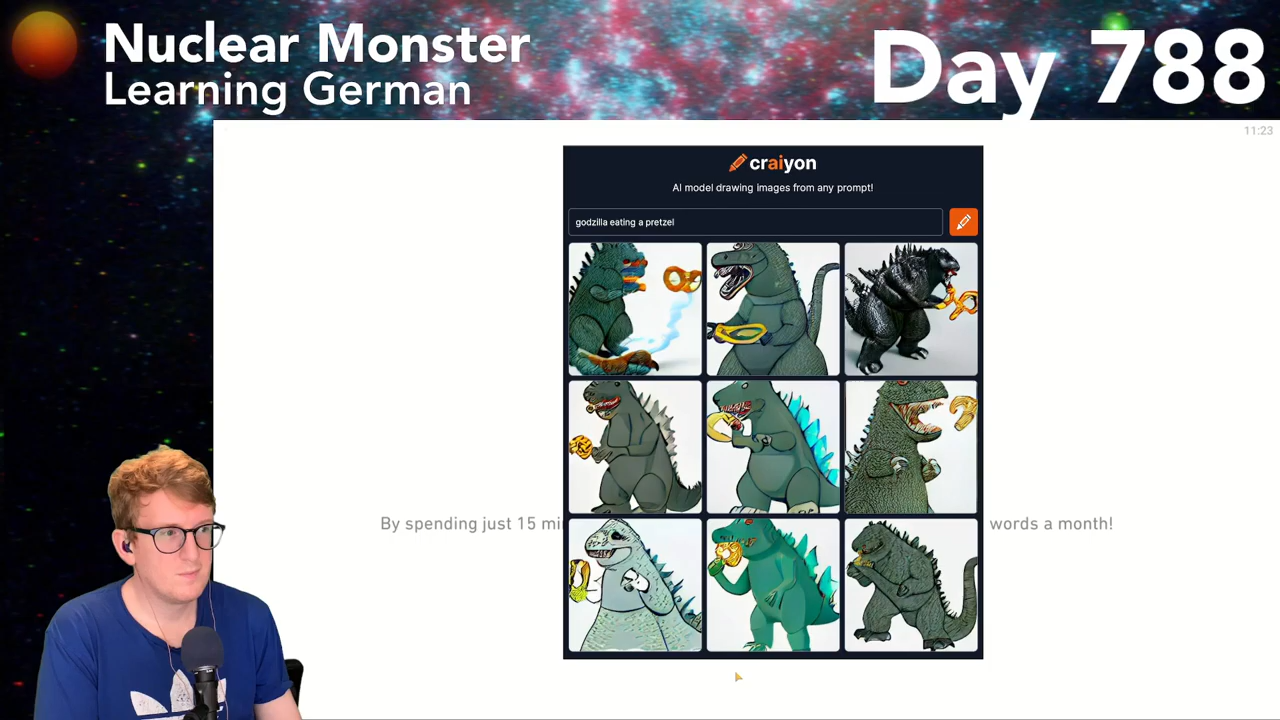 Nuclear Monster
Learning German
Day 788
11:23
craiyon
AI model drawing images from any prompt!
godzilla eating a pretzel
By spending just 15 mi
words a month!